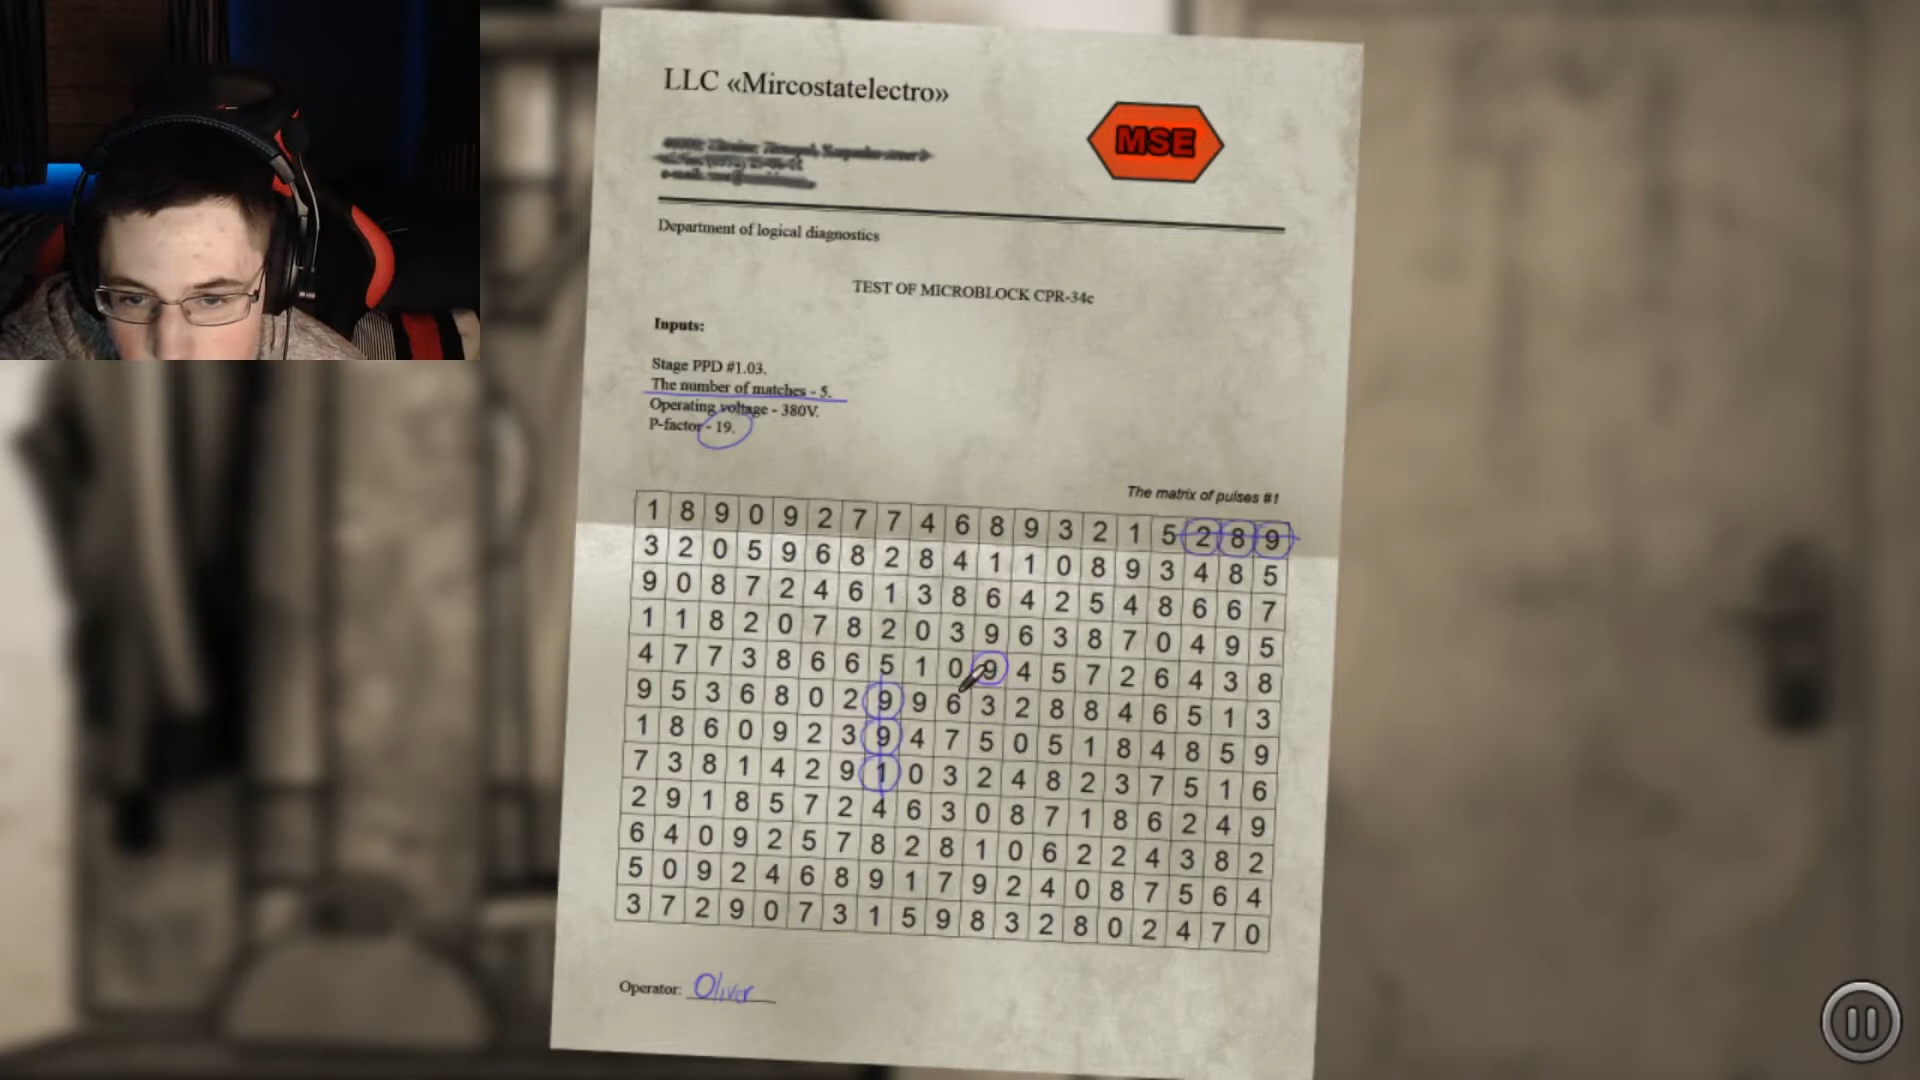 LLC «Mircostatelectro»
MSE
Department of logical diagnostics
TEST OF MICROBLOCK CPR-34c
Inputs:
Stage PPD #1.03.
The number of matches - 5.
Operating voltage - 380V.
P-factor - 19.
The matrix of pulses #1
1 8 9 0 9 2 7 7 4 6 8 9 3 2 1 5 2 8 9
3 2 0 5 9 6 8 2 8 4 1 1 0 8 9 3 4 8 5
9 0 8 7 2 4 6 1 3 8 6 4 2 5 4 8 6 6 7
1 1 8 2 0 7 8 2 0 3 9 6 3 8 7 0 4 9 5
4 7 7 3 8 6 6 5 1 0 9 4 5 7 2 6 4 3 8
9 5 3 6 8 0 2 9 9 6 3 2 8 8 4 6 5 1 3
1 8 6 0 9 2 3 9 4 7 5 0 5 1 8 4 8 5 9
7 3 8 1 4 2 9 1 0 3 2 4 8 2 3 7 5 1 6
2 9 1 8 5 7 2 4 6 3 0 8 7 1 8 6 2 4 9
6 4 0 9 2 5 7 8 2 8 1 0 6 2 2 4 3 8 2
5 0 9 2 4 6 8 9 1 7 9 2 4 0 8 7 5 6 4
3 7 2 9 0 7 3 1 5 9 8 3 2 8 0 2 4 7 0
Operator: Oliver